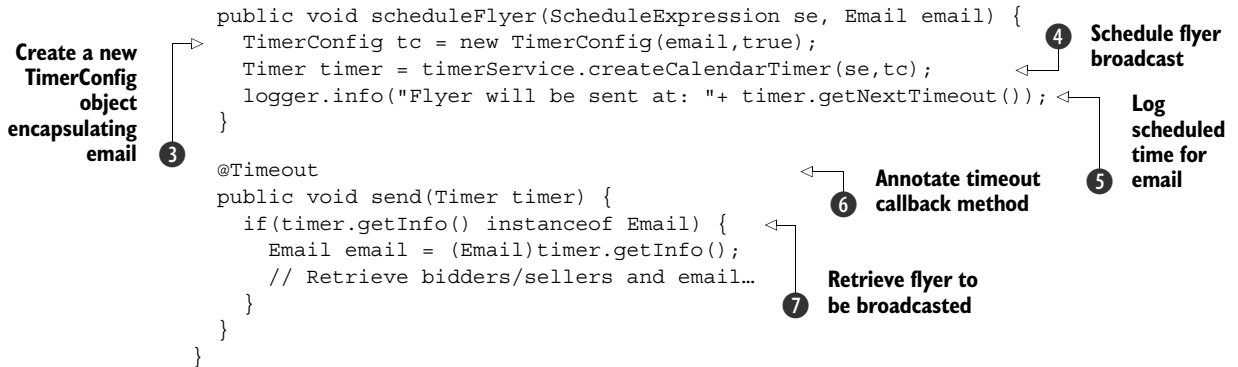 public void scheduleFlyer(ScheduleExpression se, Email email) {
TimerConfig tc = new TimerConfig(email,true);
Timer timer = timerService.createCalendarTimer(se,tc);
logger.info("Flyer will be sent at: "+ timer.getNextTimeout());
}
@Timeout
public void send(Timer timer) {
if(timer.getInfo() instanceof Email) {
Email email = (Email)timer.getInfo();
// Retrieve bidders/sellers and email…
}
}
}
Create a new
TimerConfig
object
encapsulating
email 3
4 Schedule flyer
broadcast
Log
scheduled
time for
5 email
Annotate timeout
6 callback method
Retrieve flyer to
7 be broadcasted